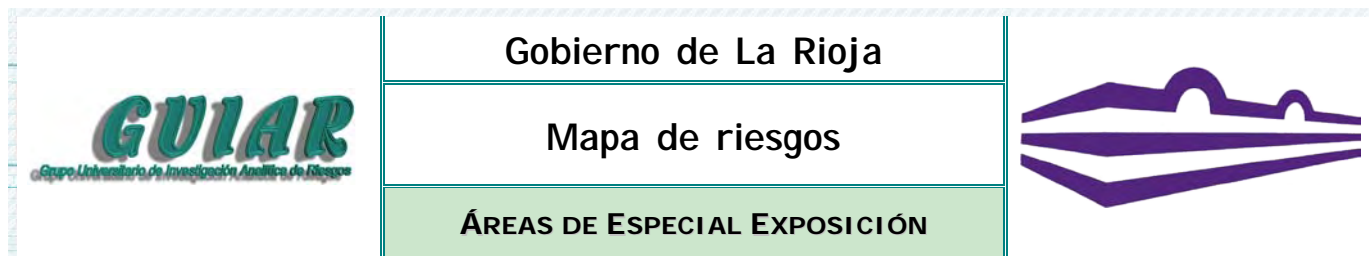 GUIAR
Grupo Universitario de Investigación Analítica de Riesgos
Gobierno de La Rioja
Mapa de riesgos
ÁREAS DE ESPECIAL EXPOSICIÓN